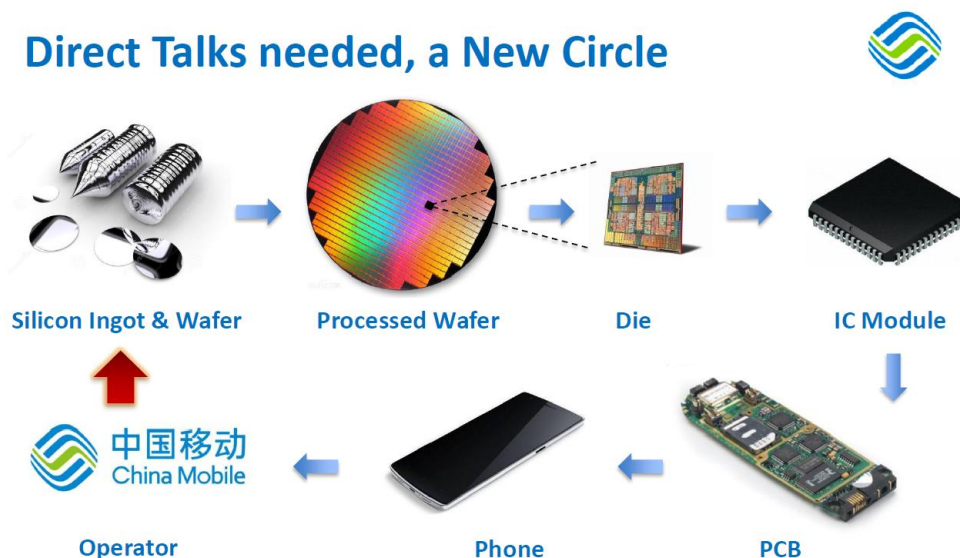 Direct Talks needed, a New Circle
Silicon Ingot & Wafer
Processed Wafer
Die
IC Module
中国移动
China Mobile
Operator
Phone
PCB